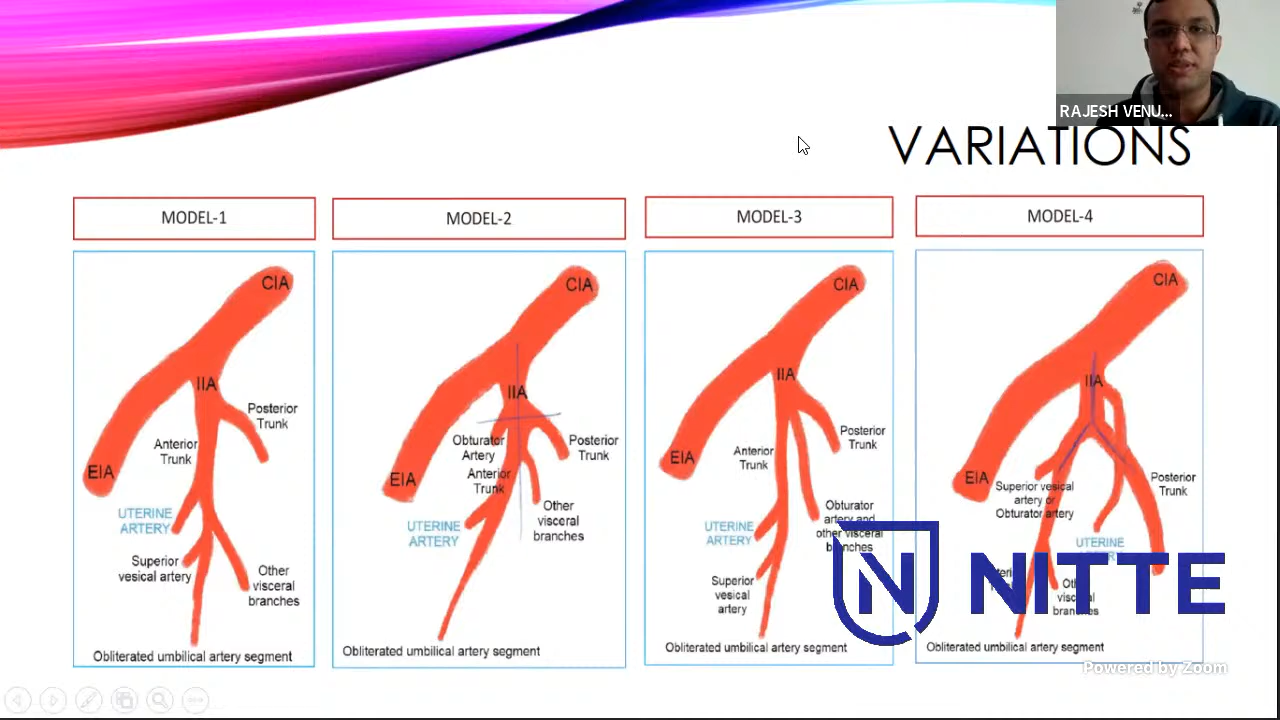 RAJESH VENU...
VARIATIONS
MODEL-1
MODEL-2
MODEL-3
MODEL-4
CIA
IIA
Posterior
Trunk
Anterior
Trunk
EIA
UTERINE
ARTERY
Superior
vesical artery
Other
visceral
branches
Obliterated umbilical artery segment
CIA
IIA
Obturator
Artery
Posterior
Trunk
Anterior
Trunk
EIA
UTERINE
ARTERY
Other
visceral
branches
Obliterated umbilical artery segment
CIA
IIA
Posterior
Trunk
Anterior
Trunk
EIA
Obturator
artery and
other visceral
branches
UTERINE
ARTERY
Superior
vesical
artery
Obliterated umbilical artery segment
CIA
IIA
EIA
Superior vesical
artery or
Obturator artery
Posterior
Trunk
UTERINE
visceral
branches
Obliterated umbilical artery segment
N NITTE
Powered by Zoom